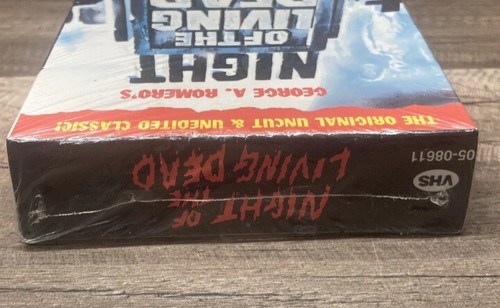 VHS
05-08611
NIGHT OF THE
LIVING DEAD
THE ORIGINAL UNCUT & UNEDITED CLASSIC!
GEORGE A. ROMERO'S
NIGHT
OF THE
LIVING
DEAD